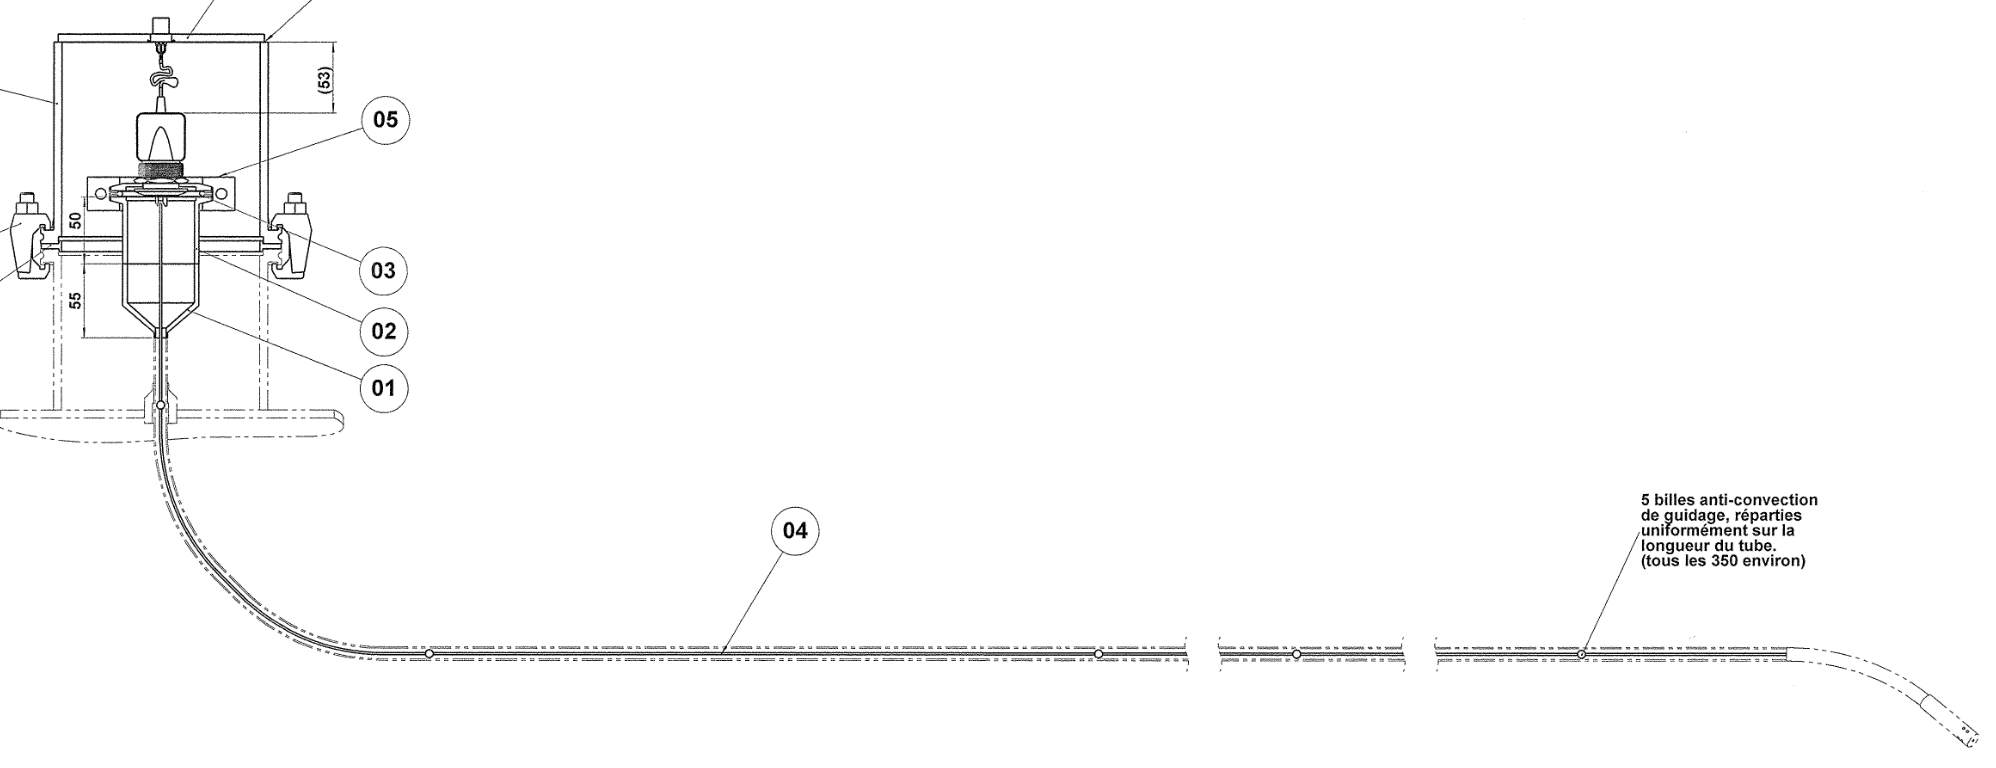 (53)
05
50
03
55
02
01
04
5 billes anti-convection
de guidage, réparties
uniformément sur la
longueur du tube.
(tous les 350 environ)